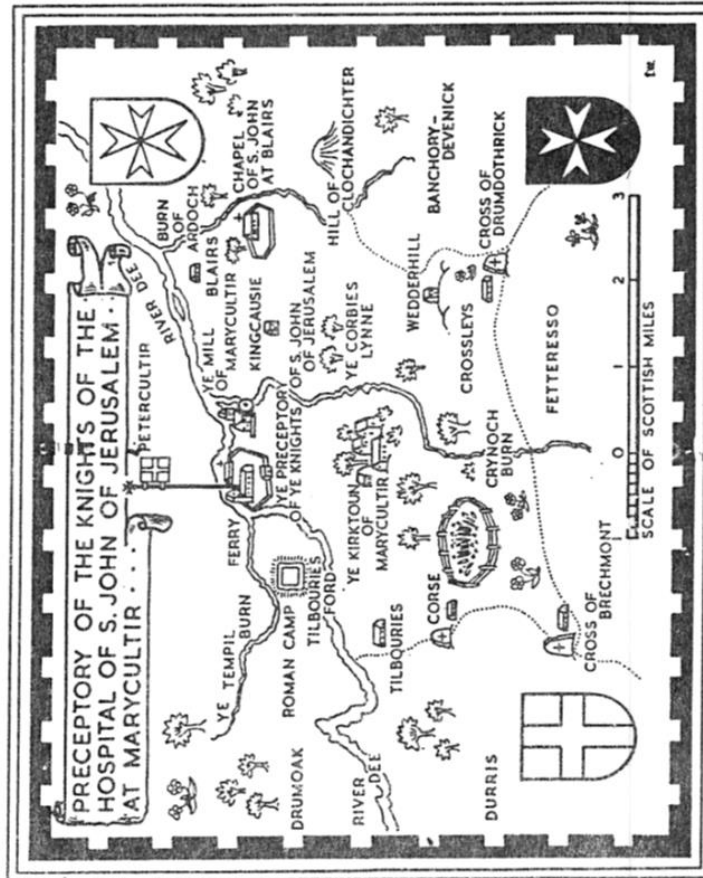 PRECEPTORY OF THE KNIGHTS OF THE
HOSPITAL OF S. JOHN OF JERUSALEM ·
AT MARYCULTIR · · ·
PETERCULTIR
RIVER DEE
BURN
OF
ARDOCH
CHAPEL
OF S. JOHN
AT BLAIRS
BLAIRS
YE MILL
OF MARYCULTIR
KINGCAUSIE
HILL OF
CLOCHANDICHTER
BANCHORY-
DEVENICK
YE TEMPIL
BURN
FERRY
YE PRECEPTORY
OF YE KNIGHTS OF S. JOHN
OF JERUSALEM
YE CORBIES
LYNNE
WEDDERHILL
CROSS OF
DRUMDOTHRICK
DRUMOAK
ROMAN CAMP
TILBOURIES
FORD
YE KIRKTOUN
OF
MARYCULTIR
CROSSLEYS
RIVER
DEE
TILBOURIES
CORSE
CRYNOCH
BURN
FETTERESSO
DURRIS
CROSS OF
BRECHMONT
1 0 1 2 3
SCALE OF SCOTTISH MILES